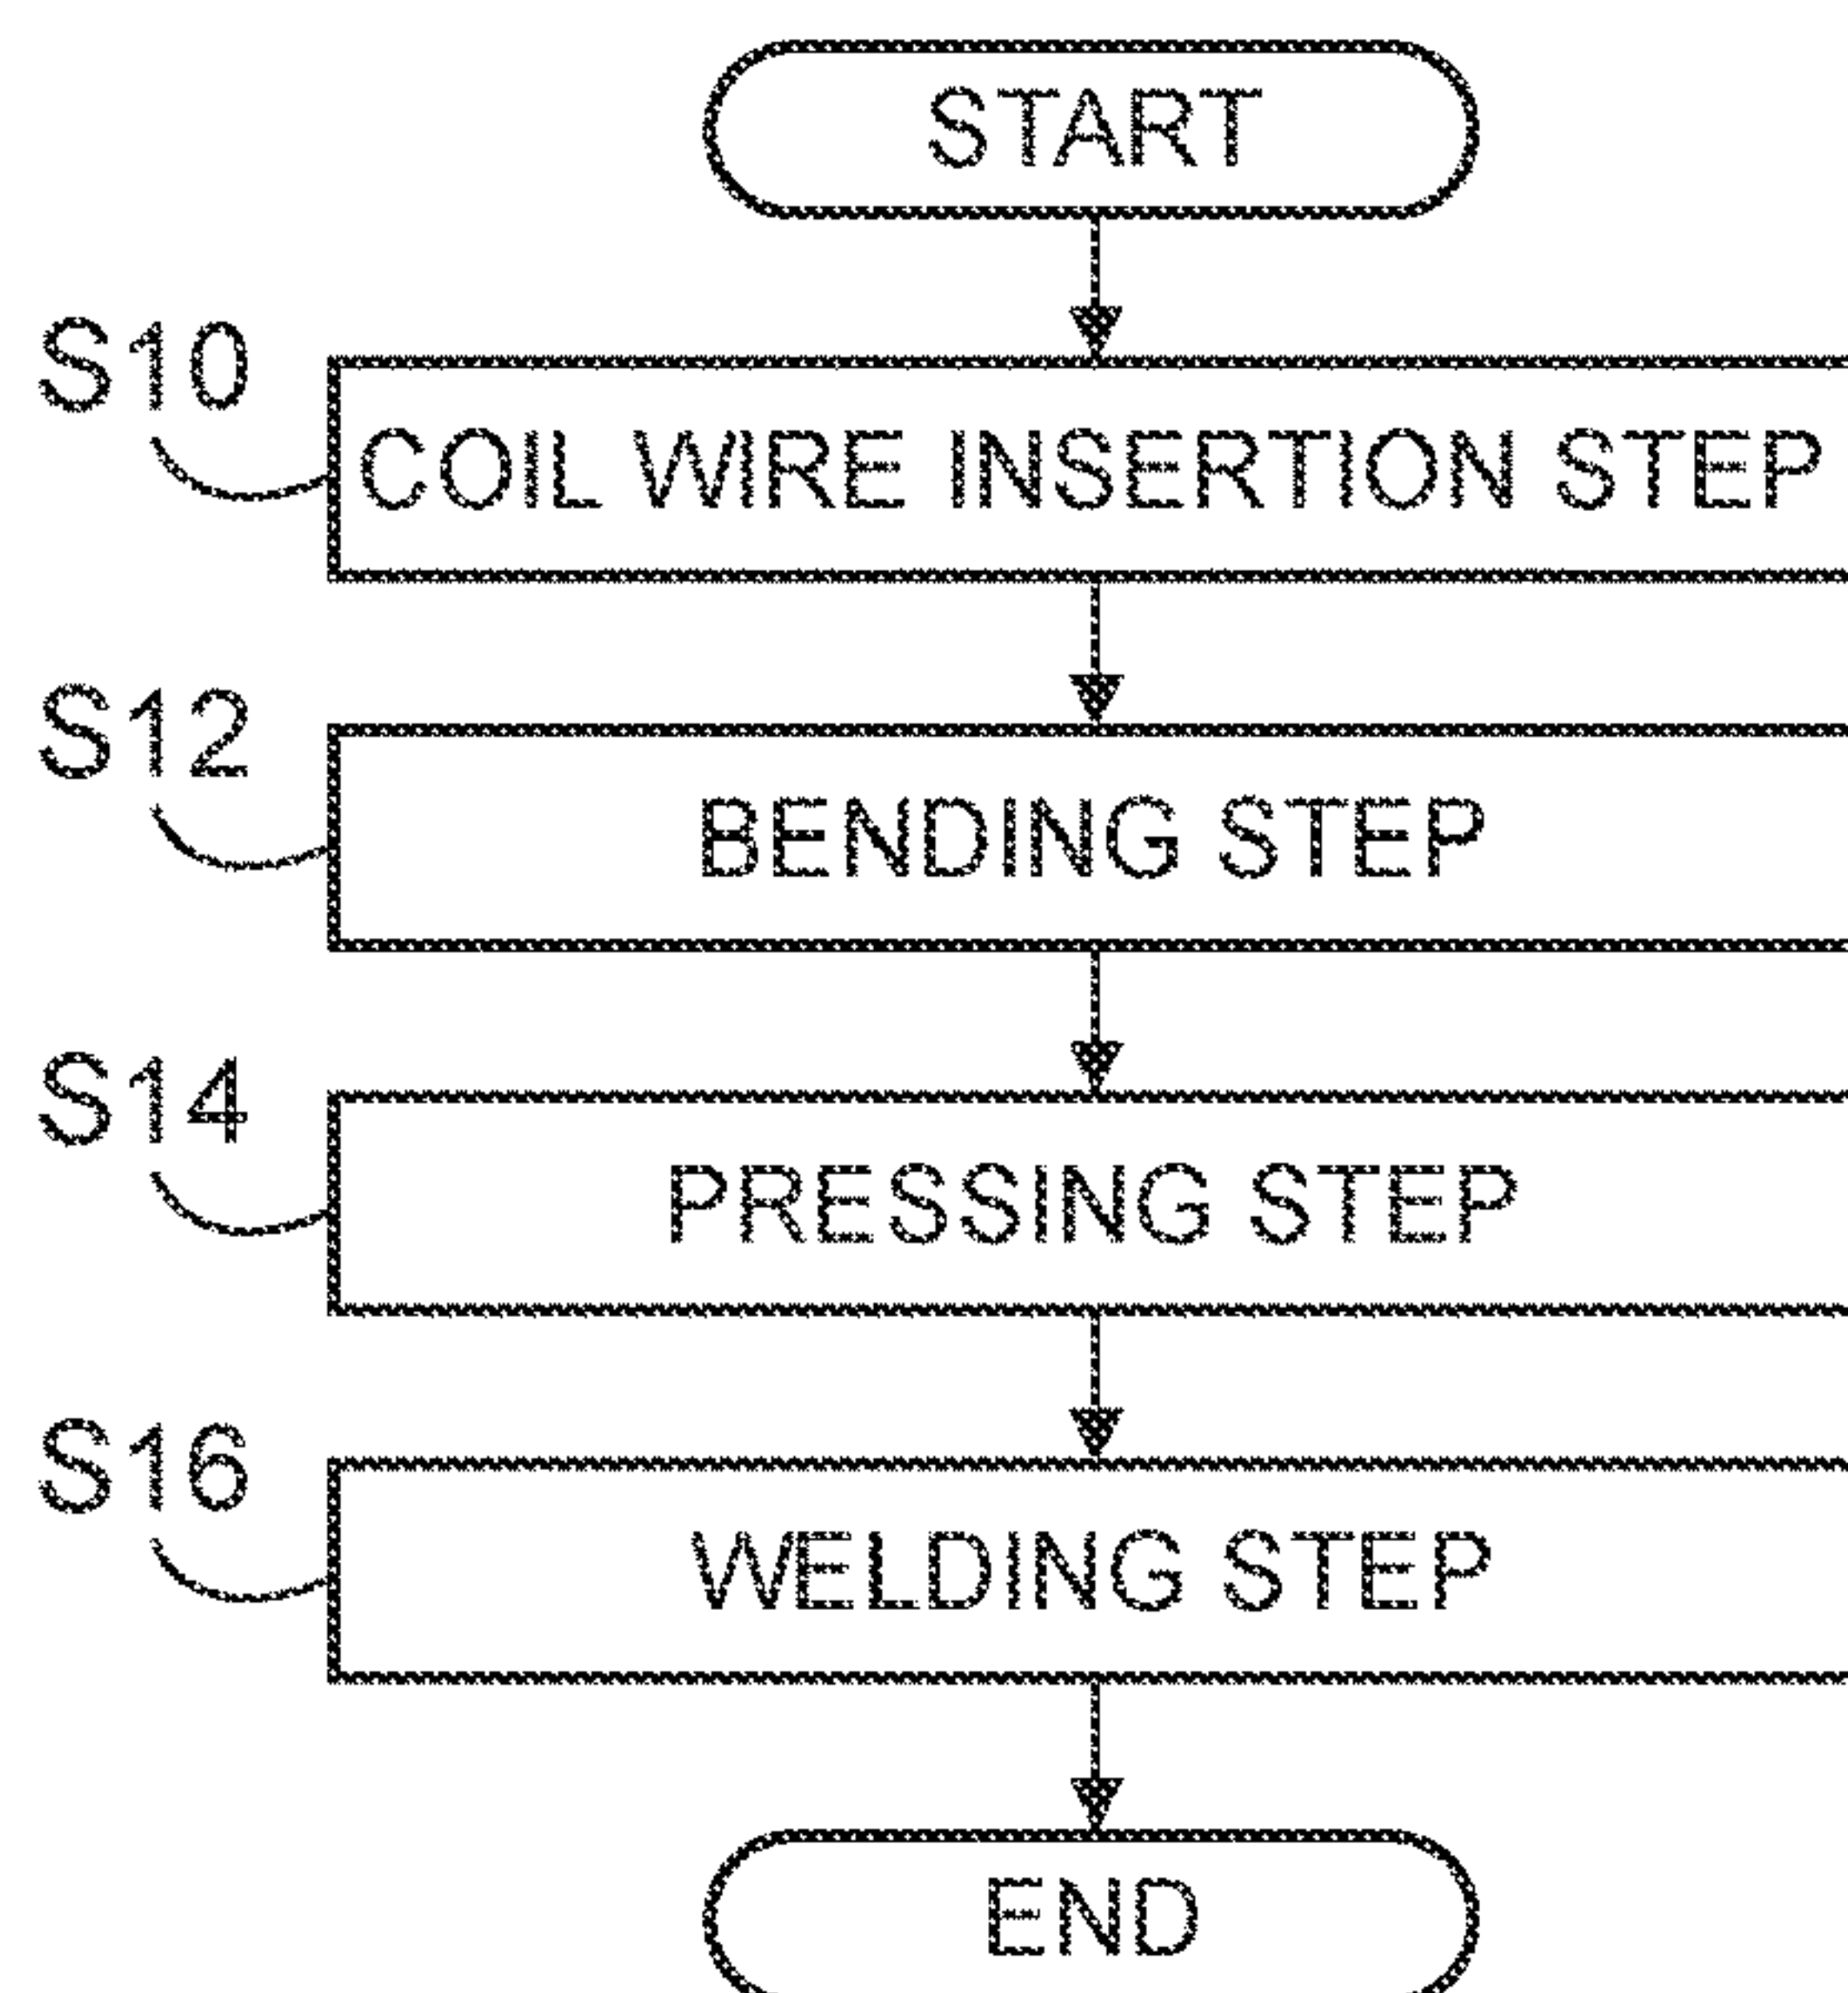 START
S10
COIL WIRE INSERTION STEP
S12
BENDING STEP
S14
PRESSING STEP
S16
WELDING STEP
END